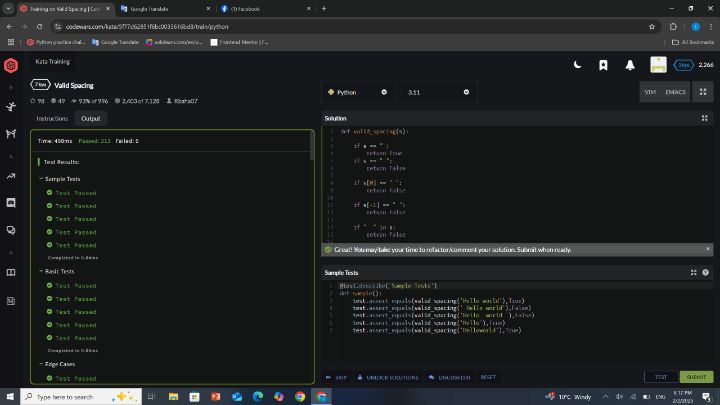 Training on Valid Spacing | Cod
Google Translate
(1) Facebook
codewars.com/kata/5f77d62851f6bc0033616bd8/train/python
Python practice chal...
Google Translate
sololearn.com/en/p...
Frontend Mentor | F...
All Bookmarks
Kata Training
2,266
7 kyu
Valid Spacing
98
49
93% of 996
2,403 of 7,128
Rbaha07
Python
3.11
VIM
EMACS
Instructions
Output
Solution
Time: 498ms Passed: 213 Failed: 0
Test Results:
Sample Tests
Test Passed
Test Passed
Test Passed
Test Passed
Test Passed
Completed in 0.04ms
Basic Tests
Test Passed
Test Passed
Test Passed
Test Passed
Test Passed
Completed in 0.04ms
Edge Cases
Test Passed
def valid_spacing(s):
if s == "":
return True
if s == " ":
return False
if s[0] == " ":
return False
if s[-1] == " ":
return False
if "  " in s:
return False
Great! You may take your time to refactor/comment your solution. Submit when ready.
Sample Tests
@test.describe('Sample Tests')
def sample():
test.assert_equals(valid_spacing('Hello world'),True)
test.assert_equals(valid_spacing(' Hello world'),False)
test.assert_equals(valid_spacing('Hello  world '),False)
test.assert_equals(valid_spacing('Hello'),True)
test.assert_equals(valid_spacing('Helloworld'),True)
SKIP
UNLOCK SOLUTIONS
DISCUSS (14)
RESET
TEST
SUBMIT
Type here to search
10°C Windy
ENG
6:17 PM
2/2/2025